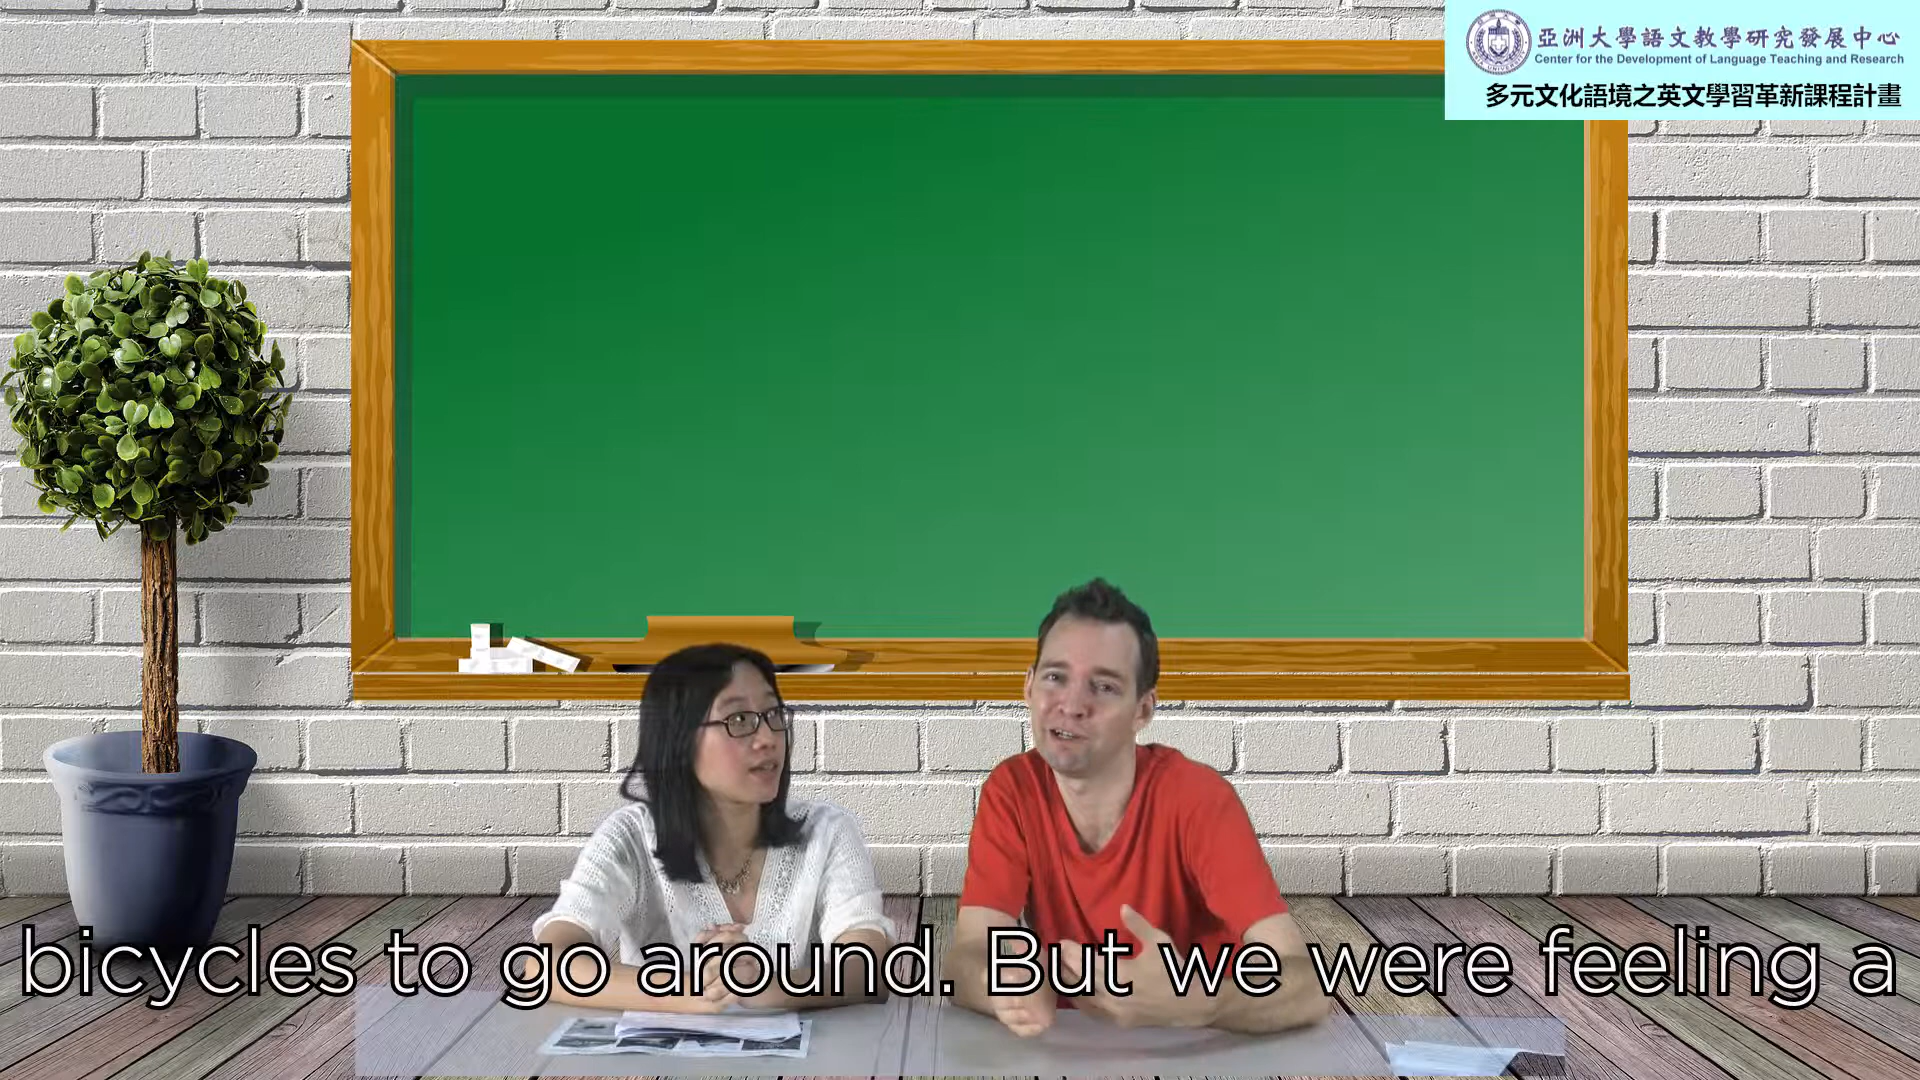 亞洲大學語文教學研究發展中心
Center for the Development of Language Teaching and Research
多元文化語境之英文學習革新課程計畫
bicycles to go around. But we were feeling a